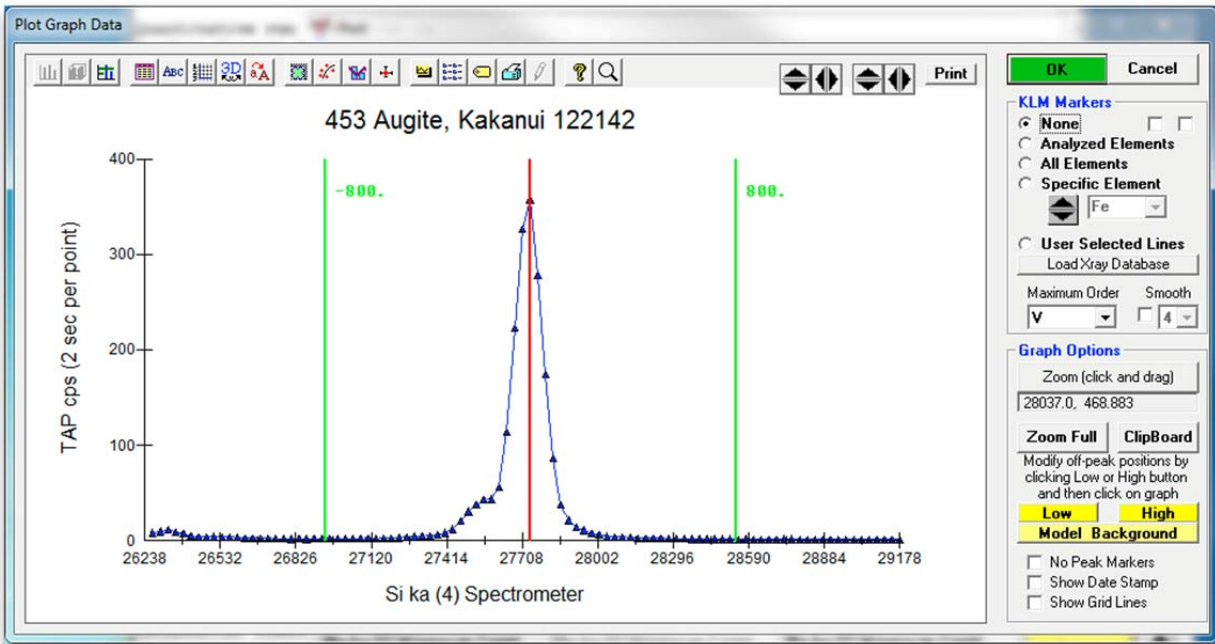 Plot Graph Data
ABC
3D
Print
OK
Cancel
453 Augite, Kakanui 122142
-800.
800.
400
300
200
100
0
TAP cps (2 sec per point)
26238
26532
26826
27120
27414
27708
28002
28296
28590
28884
29178
Si ka (4) Spectrometer
KLM Markers
None
Analyzed Elements
All Elements
Specific Element
Fe
User Selected Lines
Load Xray Database
Maximum Order
Smooth
V
4
Graph Options
Zoom (click and drag)
28037.0, 468.883
Zoom Full
ClipBoard
Modify off-peak positions by
clicking Low or High button
and then click on graph
Low
High
Model Background
No Peak Markers
Show Date Stamp
Show Grid Lines